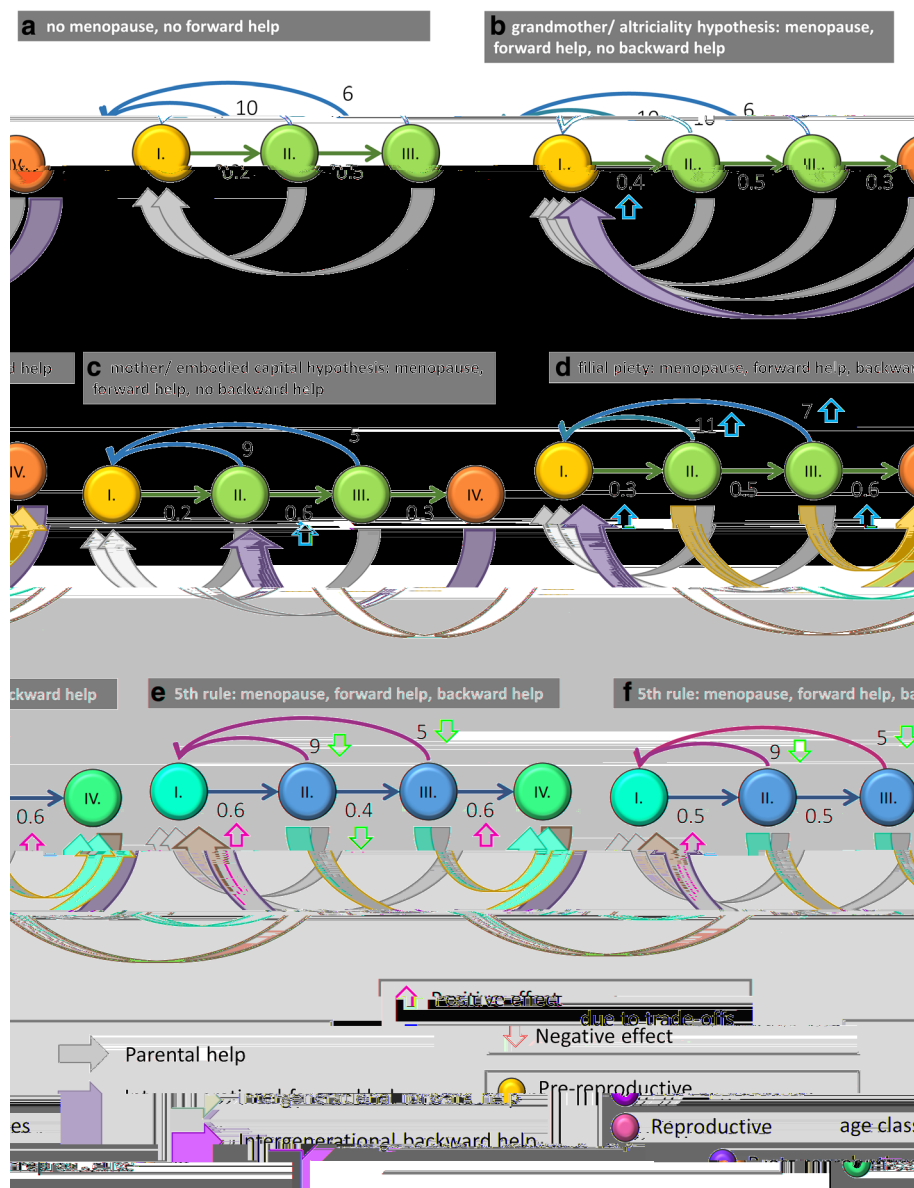 a no menopause, no forward help
b grandmother/ altriciality hypothesis: menopause,
forward help, no backward help
10
6
I.
II.
III.
0.2
10
6
I.
II.
III.
0.4
0.5
0.3
help
c mother/ embodied capital hypothesis: menopause,
forward help, no backward help
d filial piety: menopause, forward help,
IV.
9
5
I.
II.
III.
IV.
0.2
0.6
0.3
11
7
I.
II.
III.
0.3
0.5
0.6
ckward help
e 5th rule: menopause, forward help, backward help
f 5th rule: menopause, forward help, ba
IV.
0.6
9
5
I.
II.
III.
IV.
0.6
0.4
0.6
9
5
I.
II.
III.
0.5
0.5
Positive effect
due to trade-offs
Negative effect
Parental help
Pre-reproductive
es
Reproductive
age clas
Intergenerational backward help